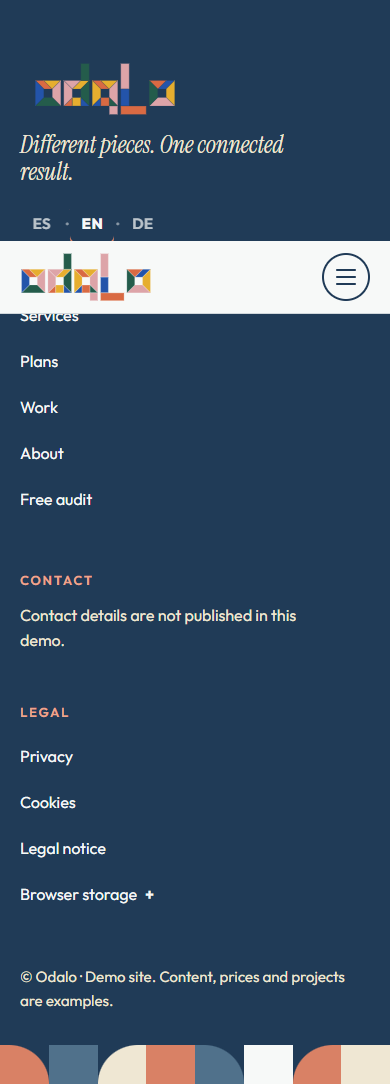 odalo
Different pieces. One connected
result.
ES · EN · DE
odalo
Services
Plans
Work
About
Free audit
CONTACT
Contact details are not published in this
demo.
LEGAL
Privacy
Cookies
Legal notice
Browser storage +
© Odalo · Demo site. Content, prices and projects
are examples.